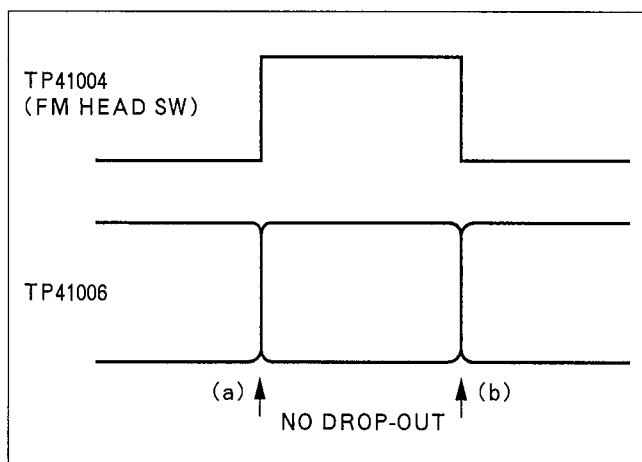 TP41004
(FM HEAD SW)
TP41006
(a) (b)
NO DROP-OUT